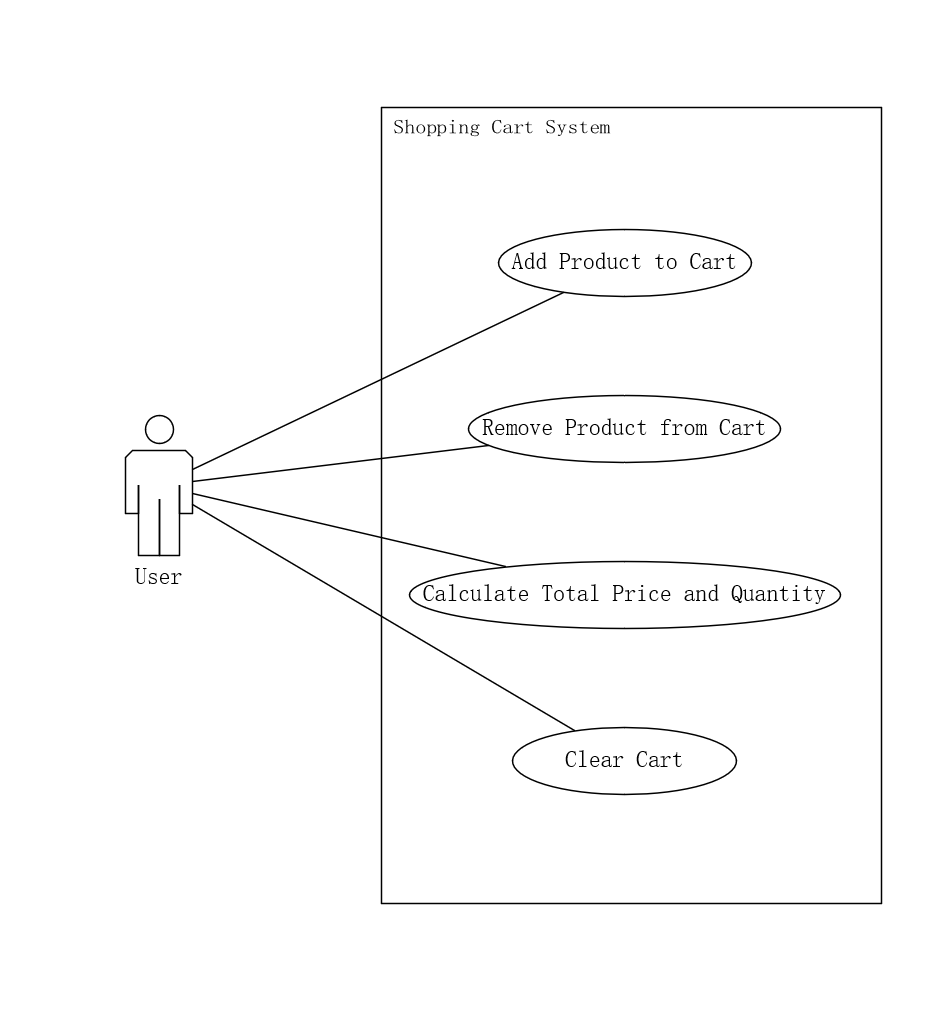 Shopping Cart System
Add Product to Cart
Remove Product from Cart
User
Calculate Total Price and Quantity
Clear Cart